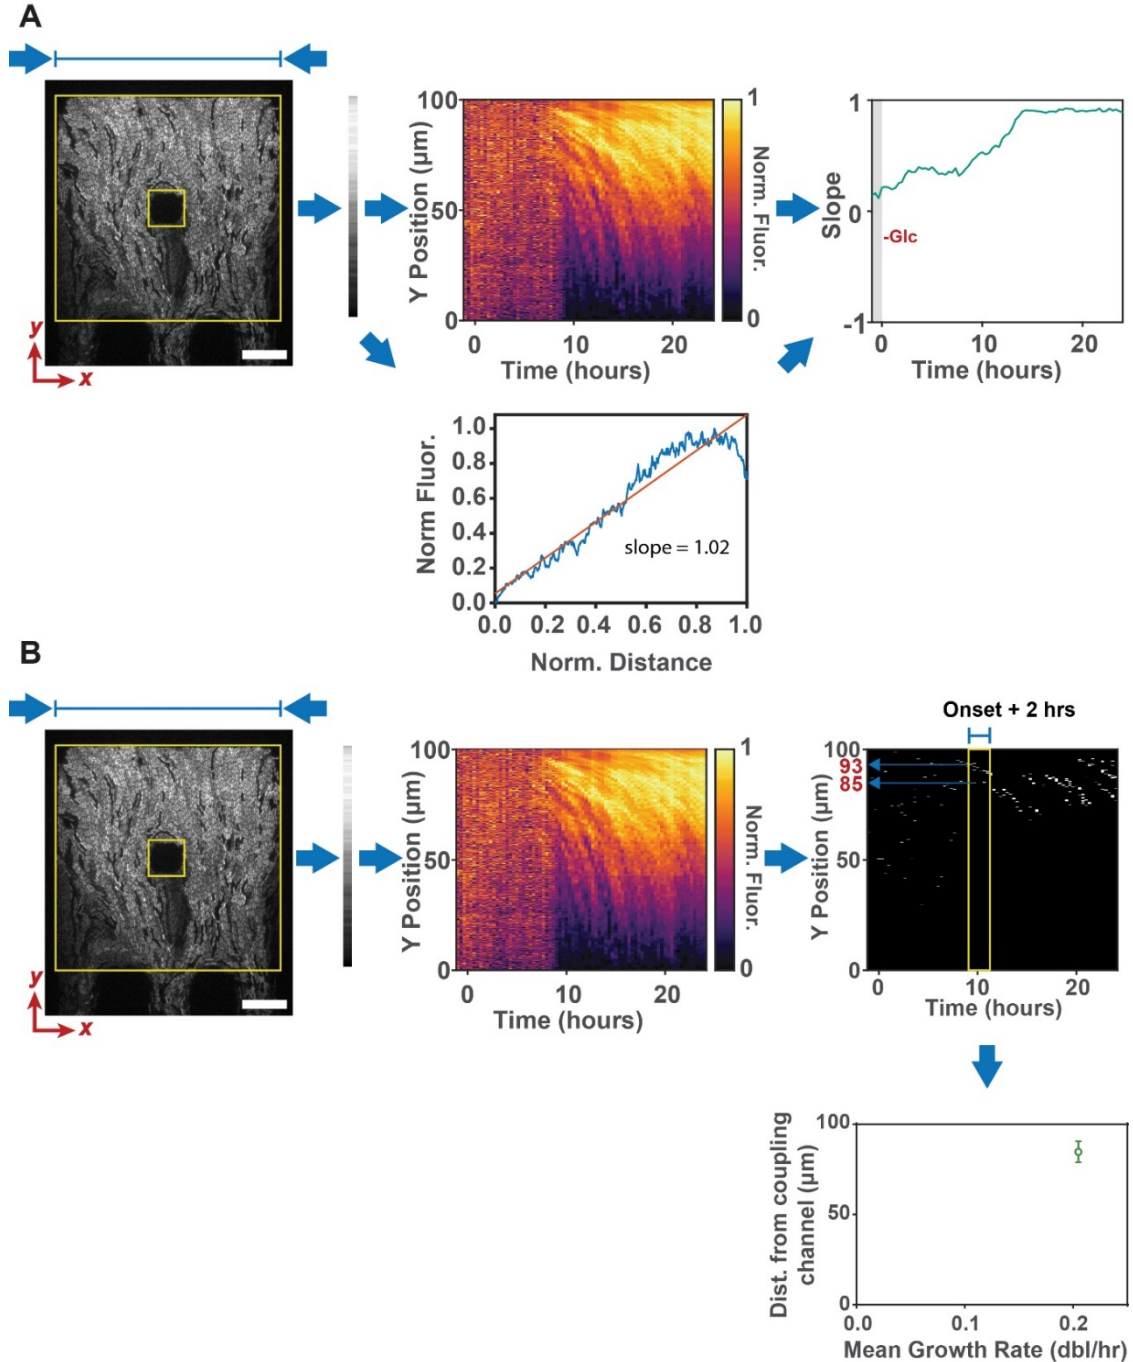 A
y
x
100
50
0
Y Position (µm)
0
10
20
Time (hours)
1
0
Norm. Fluor.
1
0
-1
Slope
-Glc
0
10
20
Time (hours)
1.0
0.8
0.6
0.4
0.2
0.0
Norm Fluor.
slope = 1.02
0.0
0.2
0.4
0.6
0.8
1.0
Norm. Distance
B
y
x
100
50
0
Y Position (µm)
0
10
20
Time (hours)
1
0
Norm. Fluor.
Onset + 2 hrs
100
93
85
50
0
Y Position (µm)
0
10
20
Time (hours)
100
50
0
Dist. from coupling
channel (µm)
0.0
0.1
0.2
Mean Growth Rate (dbl/hr)